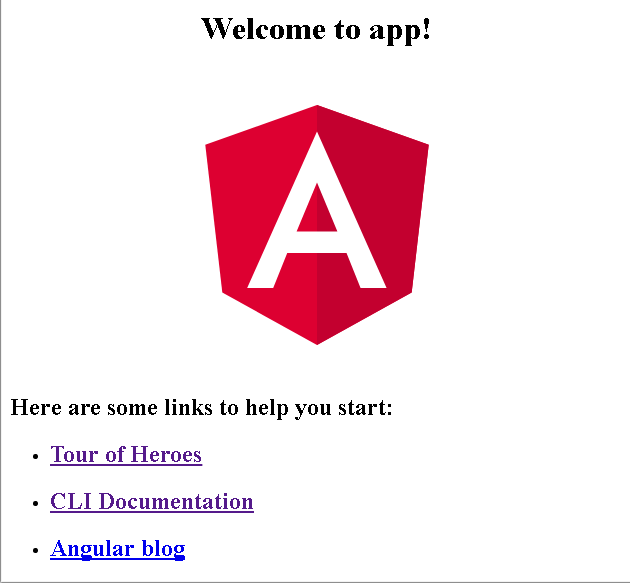 Welcome to app!
A
Here are some links to help you start:
Tour of Heroes
CLI Documentation
Angular blog